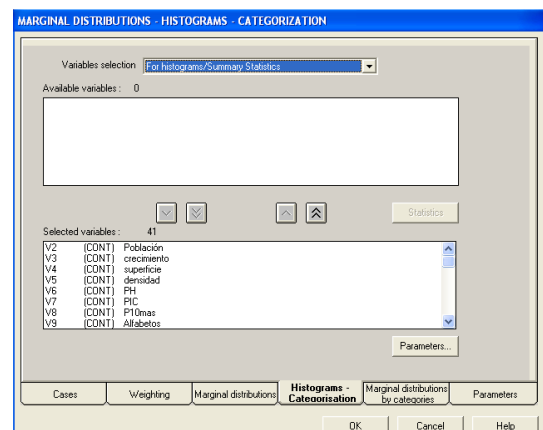 MARGINAL DISTRIBUTIONS - HISTOGRAMS - CATEGORIZATION
Variables selection For histograms/Summary Statistics
Available variables : 0
Statistics
Selected variables : 41
V2 (CONT) Población
V3 (CONT) crecimiento
V4 (CONT) superficie
V5 (CONT) densidad
V6 (CONT) PH
V7 (CONT) PIC
V8 (CONT) P10mas
V9 (CONT) Alfabetos
Parameters...
Cases
Weighting
Marginal distributions
Histograms -
Categorisation
Marginal distributions
by categories
Parameters
OK Cancel Help